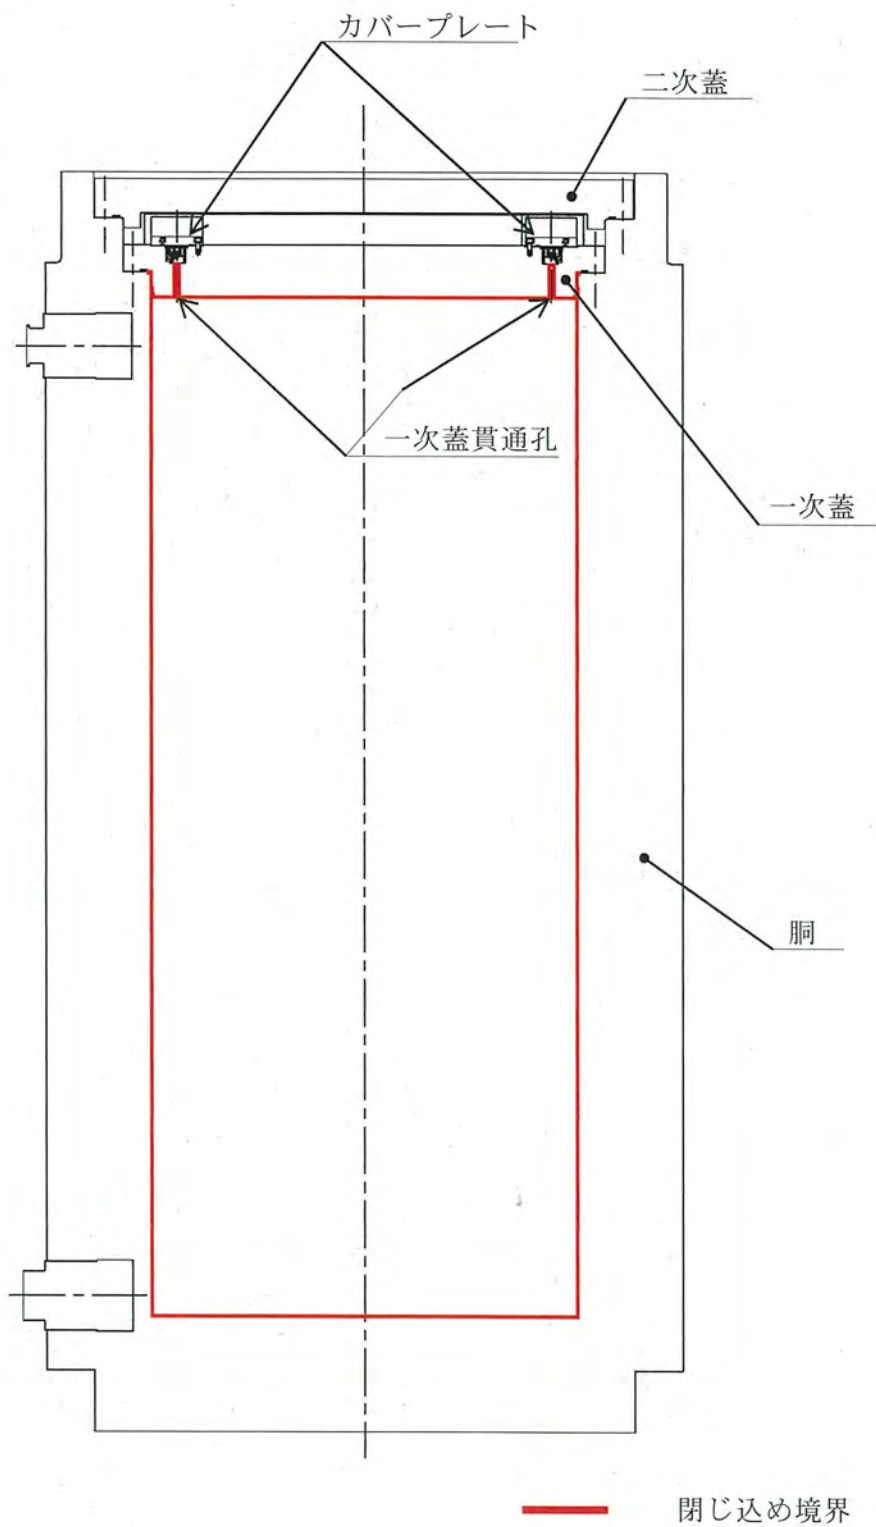 カバープレート
二次蓋
一次蓋貫通孔
一次蓋
胴
閉じ込め境界